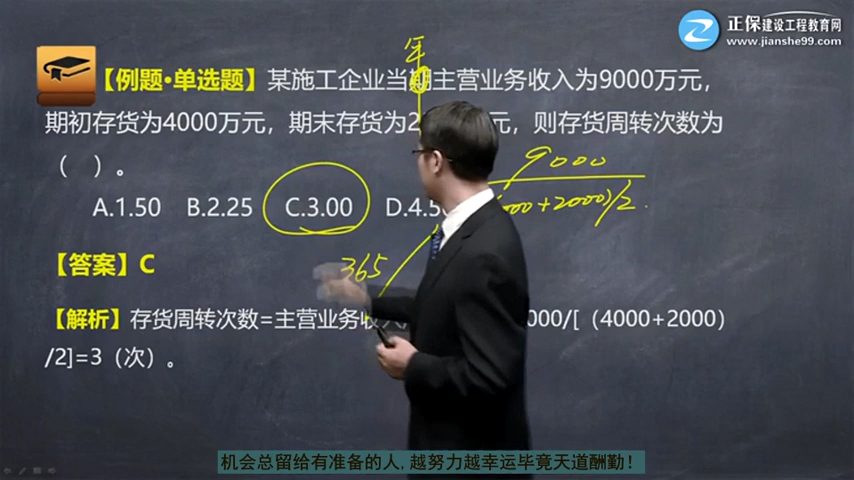 正保建设工程教育网
www.jianshe99.com
年
【例题·单选题】某施工企业当期主营业务收入为9000万元，
期初存货为4000万元，期末存货为2 元，则存货周转次数为
（ ）。
9000
A.1.50 B.2.25 C.3.00 D.4.5
000+2000)/2.
【答案】C
365
【解析】存货周转次数=主营业务收 000/[（4000+2000）
/2]=3（次）。
机会总留给有准备的人,越努力越幸运毕竟天道酬勤！